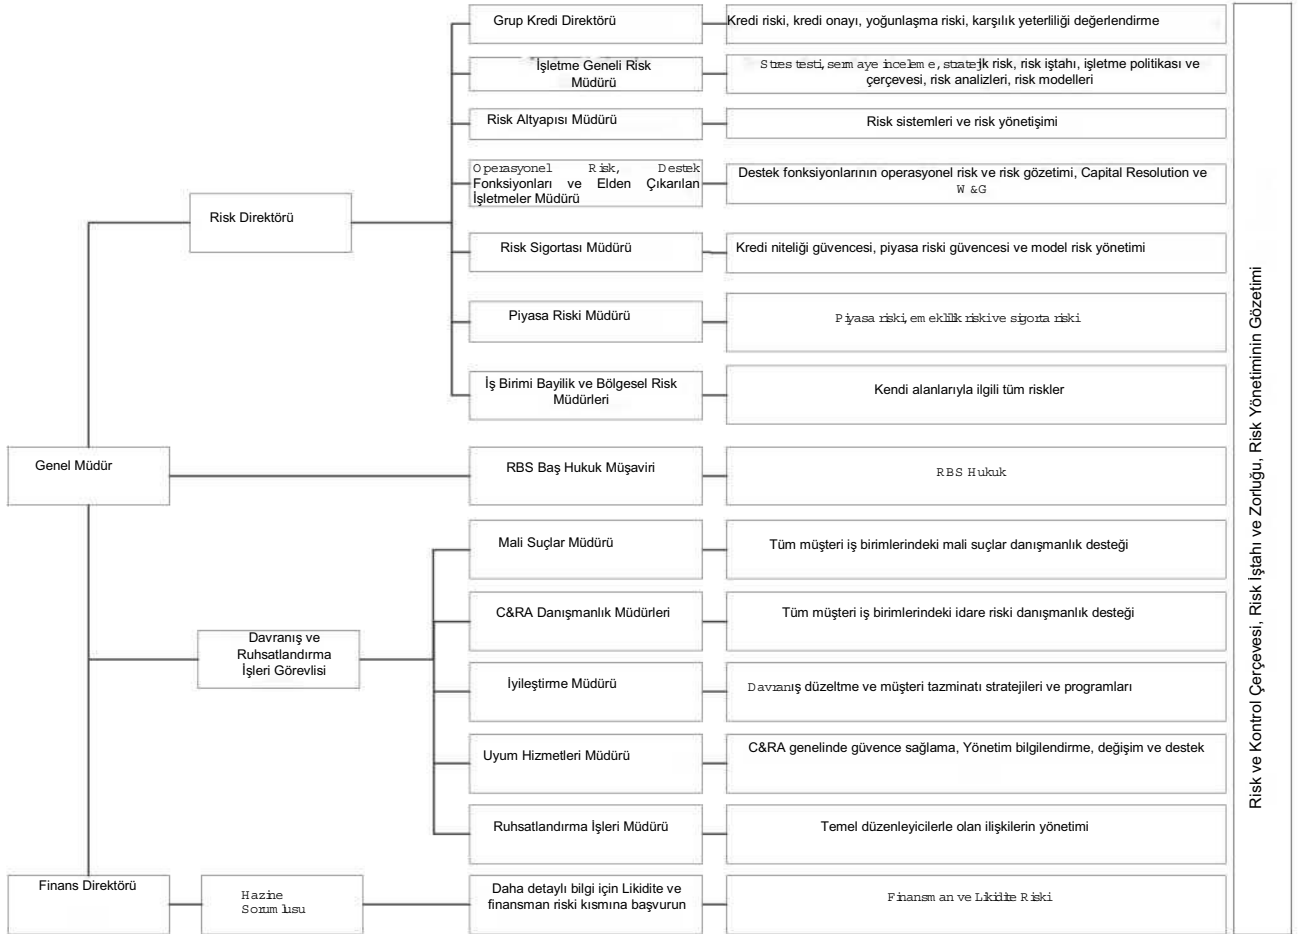 Grup Kredi Direktörü
Kredi riski, kredi onayı, yoğunlaşma riski, karşılık yeterliliği değerlendirme
İşletme Geneli Risk
Müdürü
Stres testi, sermaye inceleme, stratejik risk, risk iştahı, işletme politikası ve
çerçevesi, risk analizleri, risk modelleri
Risk Altyapısı Müdürü
Risk sistemleri ve risk yönetişimi
Operasyonel Risk, Destek
Fonksiyonları ve Elden Çıkarılan
İşletmeler Müdürü
Destek fonksiyonlarının operasyonel risk ve risk gözetimi, Capital Resolution ve
W&G
Risk Direktörü
Risk Sigortası Müdürü
Kredi niteliği güvencesi, piyasa riski güvencesi ve model risk yönetimi
Piyasa Riski Müdürü
Piyasa riski, emeklilik riski ve sigorta riski
İş Birimi Bayilik ve Bölgesel Risk
Müdürleri
Kendi alanlarıyla ilgili tüm riskler
Genel Müdür
RBS Baş Hukuk Müşaviri
RBS Hukuk
Mali Suçlar Müdürü
Tüm müşteri iş birimlerindeki mali suçlar danışmanlık desteği
C&RA Danışmanlık Müdürleri
Tüm müşteri iş birimlerindeki idare riski danışmanlık desteği
Davranış ve
Ruhsatlandırma
İşleri Görevlisi
İyileştirme Müdürü
Davranış düzeltme ve müşteri tazminatı stratejileri ve programları
Uyum Hizmetleri Müdürü
C&RA genelinde güvence sağlama, Yönetim bilgilendirme, değişim ve destek
Ruhsatlandırma İşleri Müdürü
Temel düzenleyicilerle olan ilişkilerin yönetimi
Finans Direktörü
Hazine
Sorumlusu
Daha detaylı bilgi için Likidite ve
finansman riski kısmına başvurun
Finansman ve Likidite Riski
Risk ve Kontrol Çerçevesi, Risk İştahı ve Zorluğu, Risk Yönetiminin Gözetimi